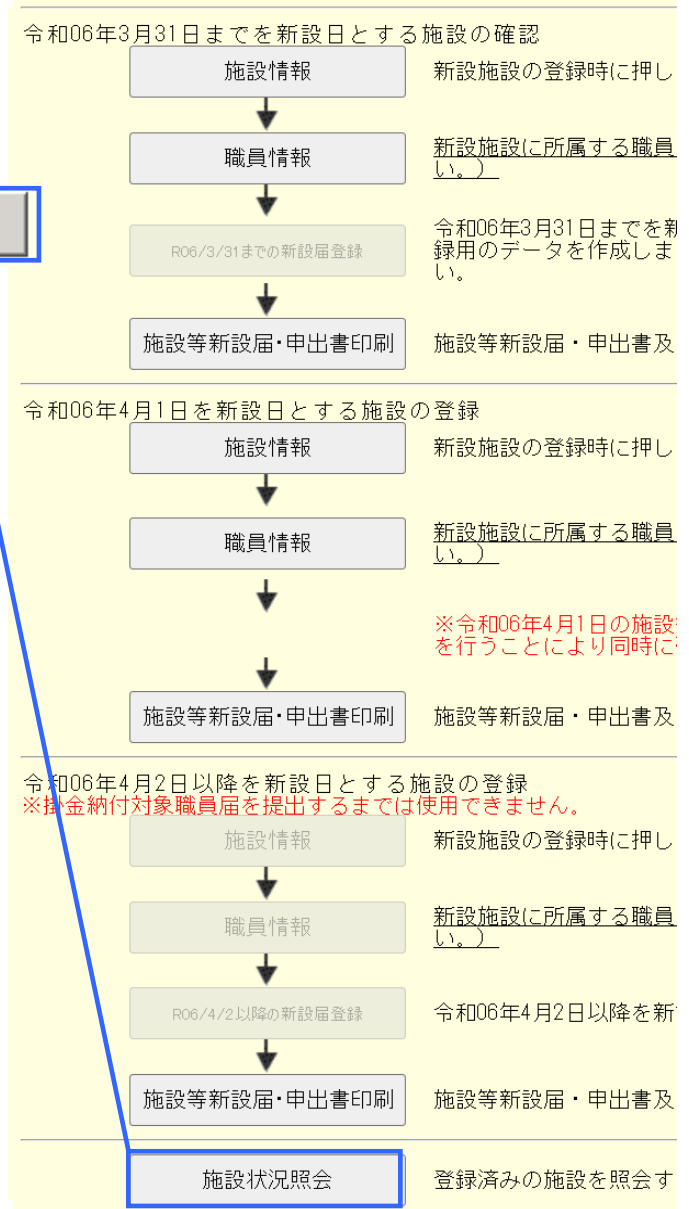 令和06年3月31日までを新設日とする施設の確認
施設情報
新設施設の登録時に押し
職員情報
新設施設に所属する職員
い。）
R06/3/31までの新設届登録
令和06年3月31日までを新
録用のデータを作成しま
い。
施設等新設届・申出書印刷
施設等新設届・申出書及
令和06年4月1日を新設日とする施設の登録
施設情報
新設施設の登録時に押し
職員情報
新設施設に所属する職員
い。）
※令和06年4月1日の施設
を行うことにより同時に
施設等新設届・申出書印刷
施設等新設届・申出書及
令和06年4月2日以降を新設日とする施設の登録
※掛金納付対象職員届を提出するまでは使用できません。
施設情報
新設施設の登録時に押し
職員情報
新設施設に所属する職員
い。）
R06/4/2以降の新設届登録
令和06年4月2日以降を新
施設等新設届・申出書印刷
施設等新設届・申出書及
施設状況照会
登録済みの施設を照会す